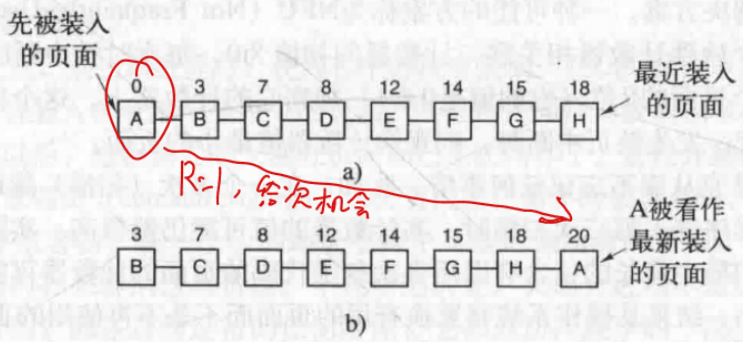 先被装入
的页面
0 3 7 8 12 14 15 18
A B C D E F G H
最近装入
的页面
a)
R=1 给次机会
3 7 8 12 14 15 18 20
B C D E F G H A
A被看作
最新装入
的页面
b)